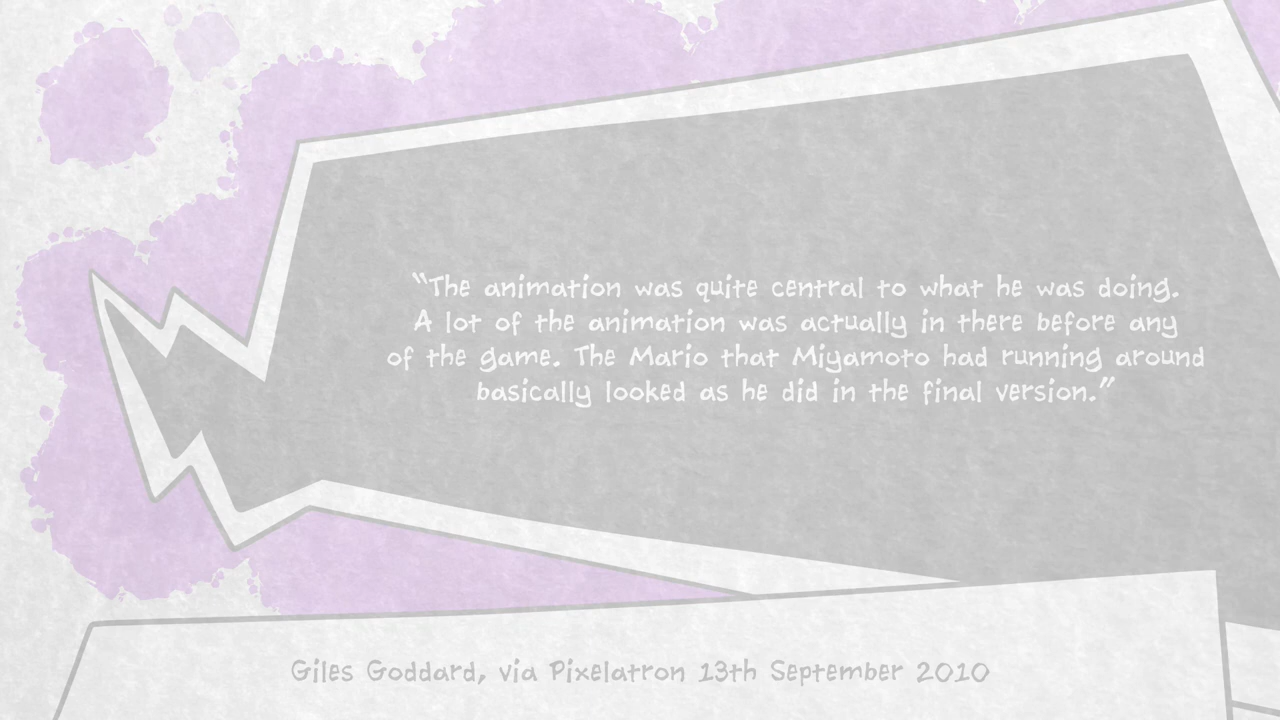 “The animation was quite central to what he was doing.
A lot of the animation was actually in there before any
of the game. The Mario that Miyamoto had running around
basically looked as he did in the final version.”
Giles Goddard, via Pixelatron 13th September 2010